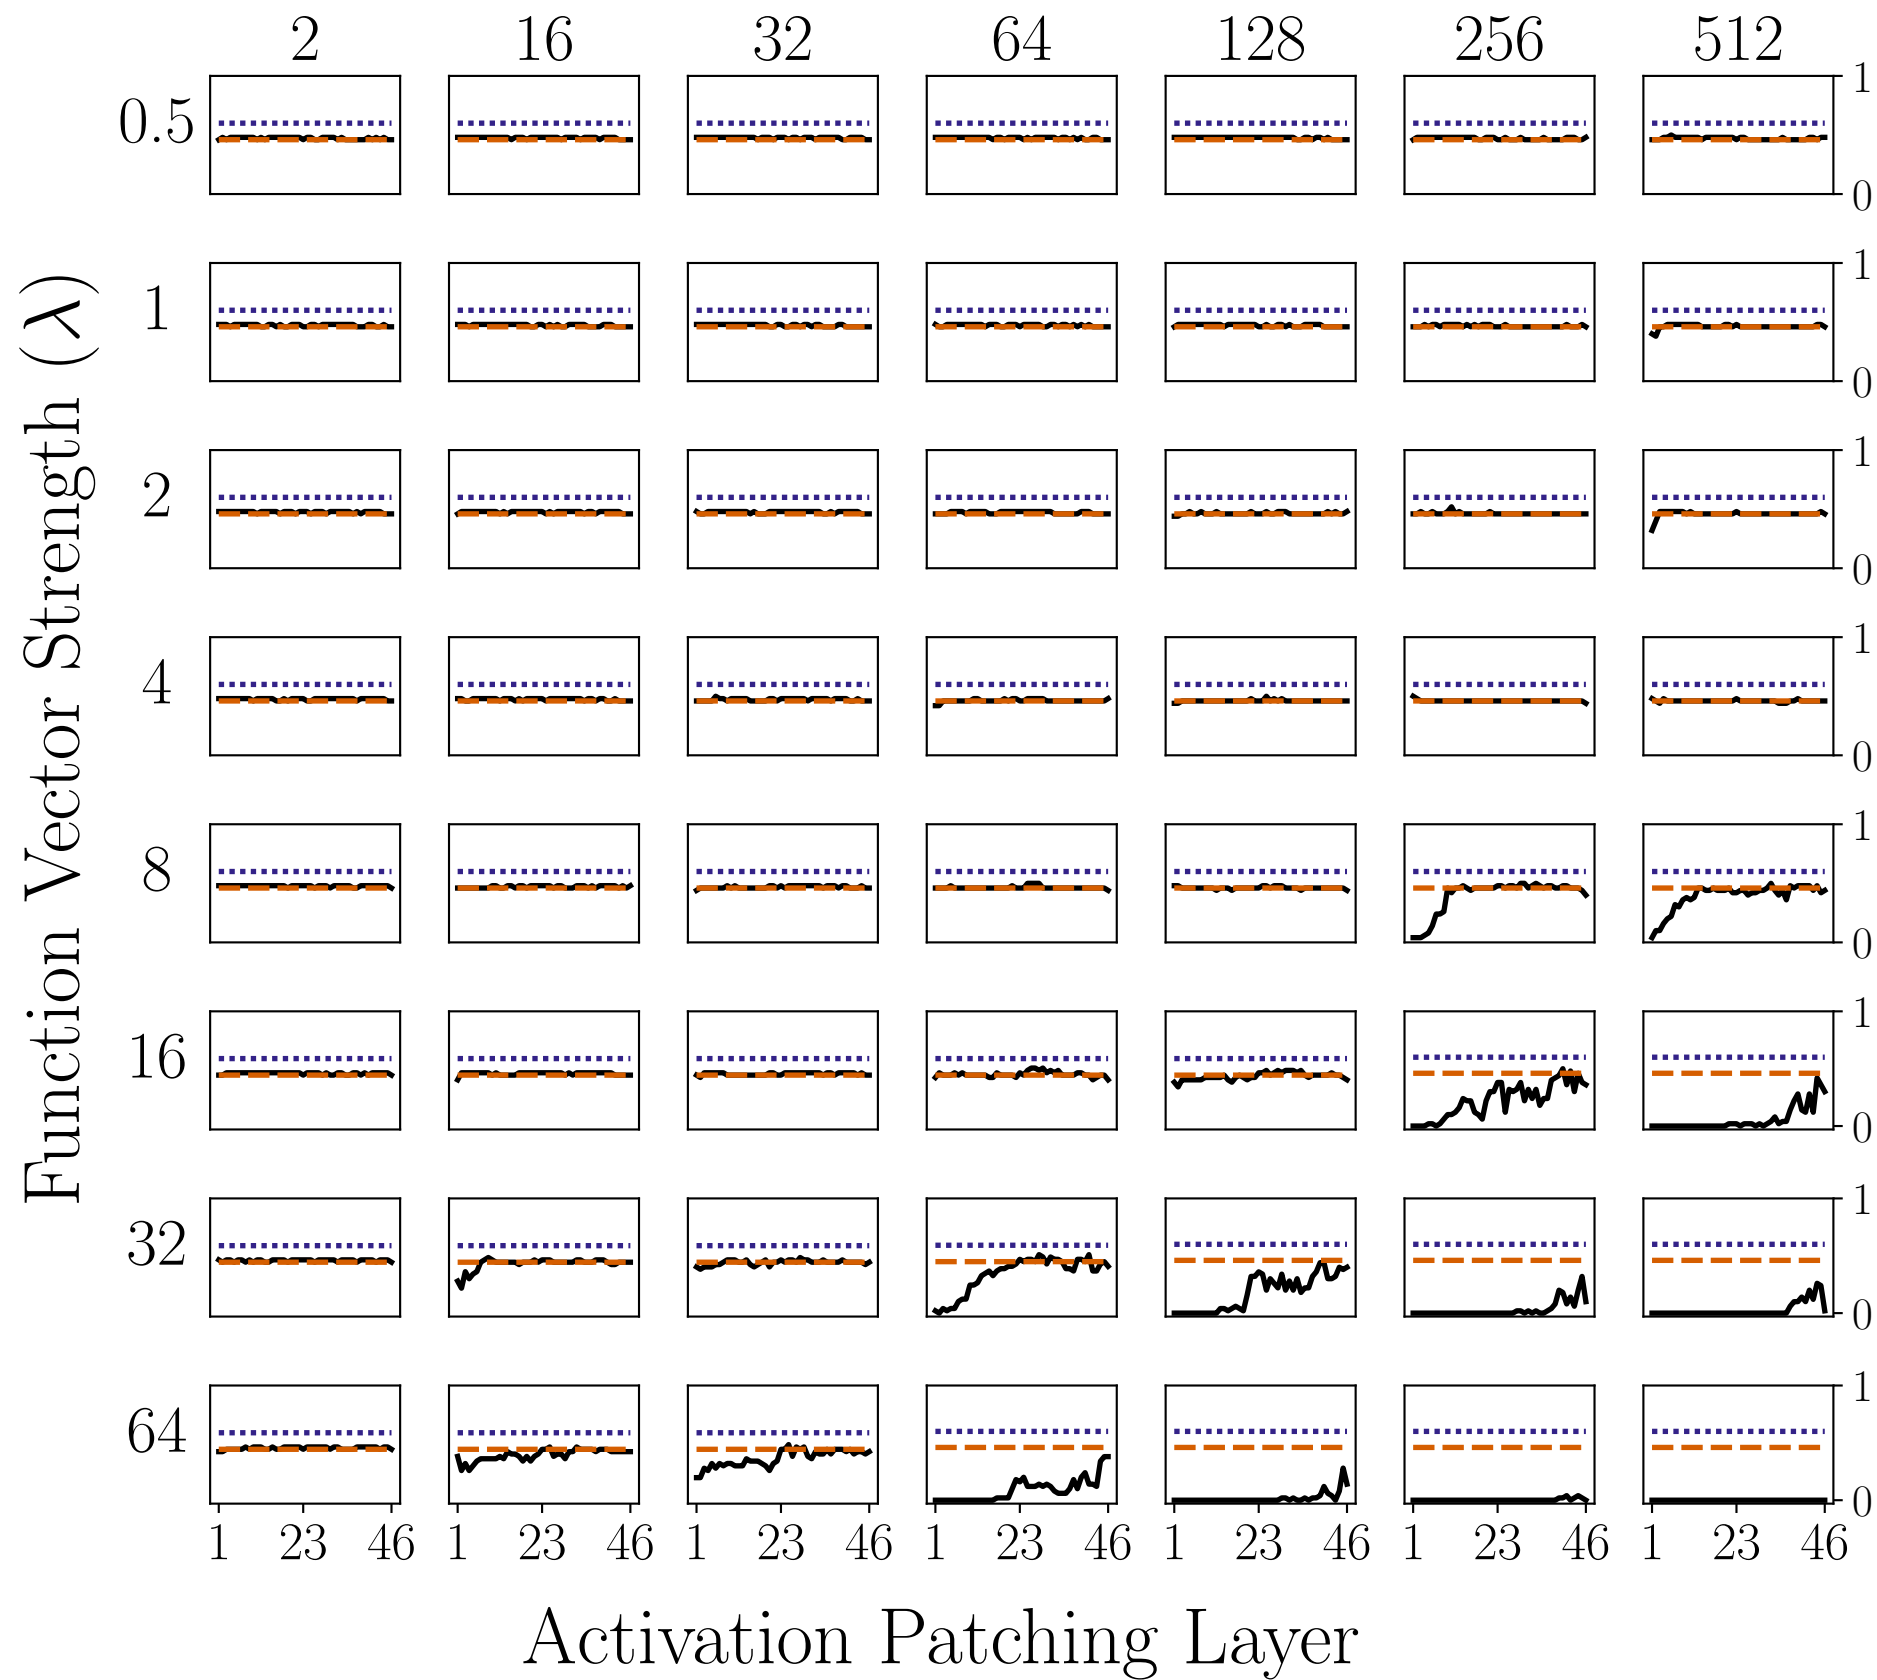 2 16 32 64 128 256 512
Function Vector Strength (λ)
0.5 1 0
1 1 0
2 1 0
4 1 0
8 1 0
16 1 0
32 1 0
64 1 0
1 23 46 1 23 46 1 23 46 1 23 46 1 23 46 1 23 46 1 23 46
Activation Patching Layer